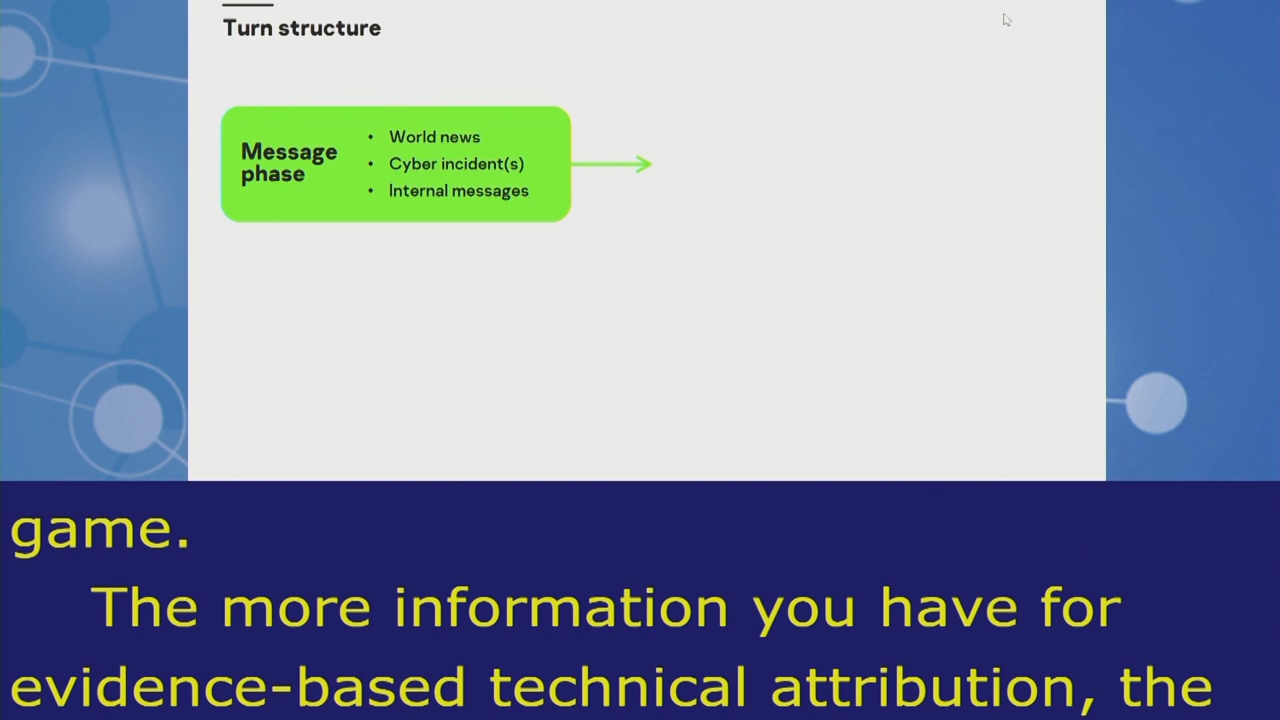 Turn structure
Message
phase
• World news
• Cyber incident(s)
• Internal messages
game.
The more information you have for
evidence-based technical attribution, the